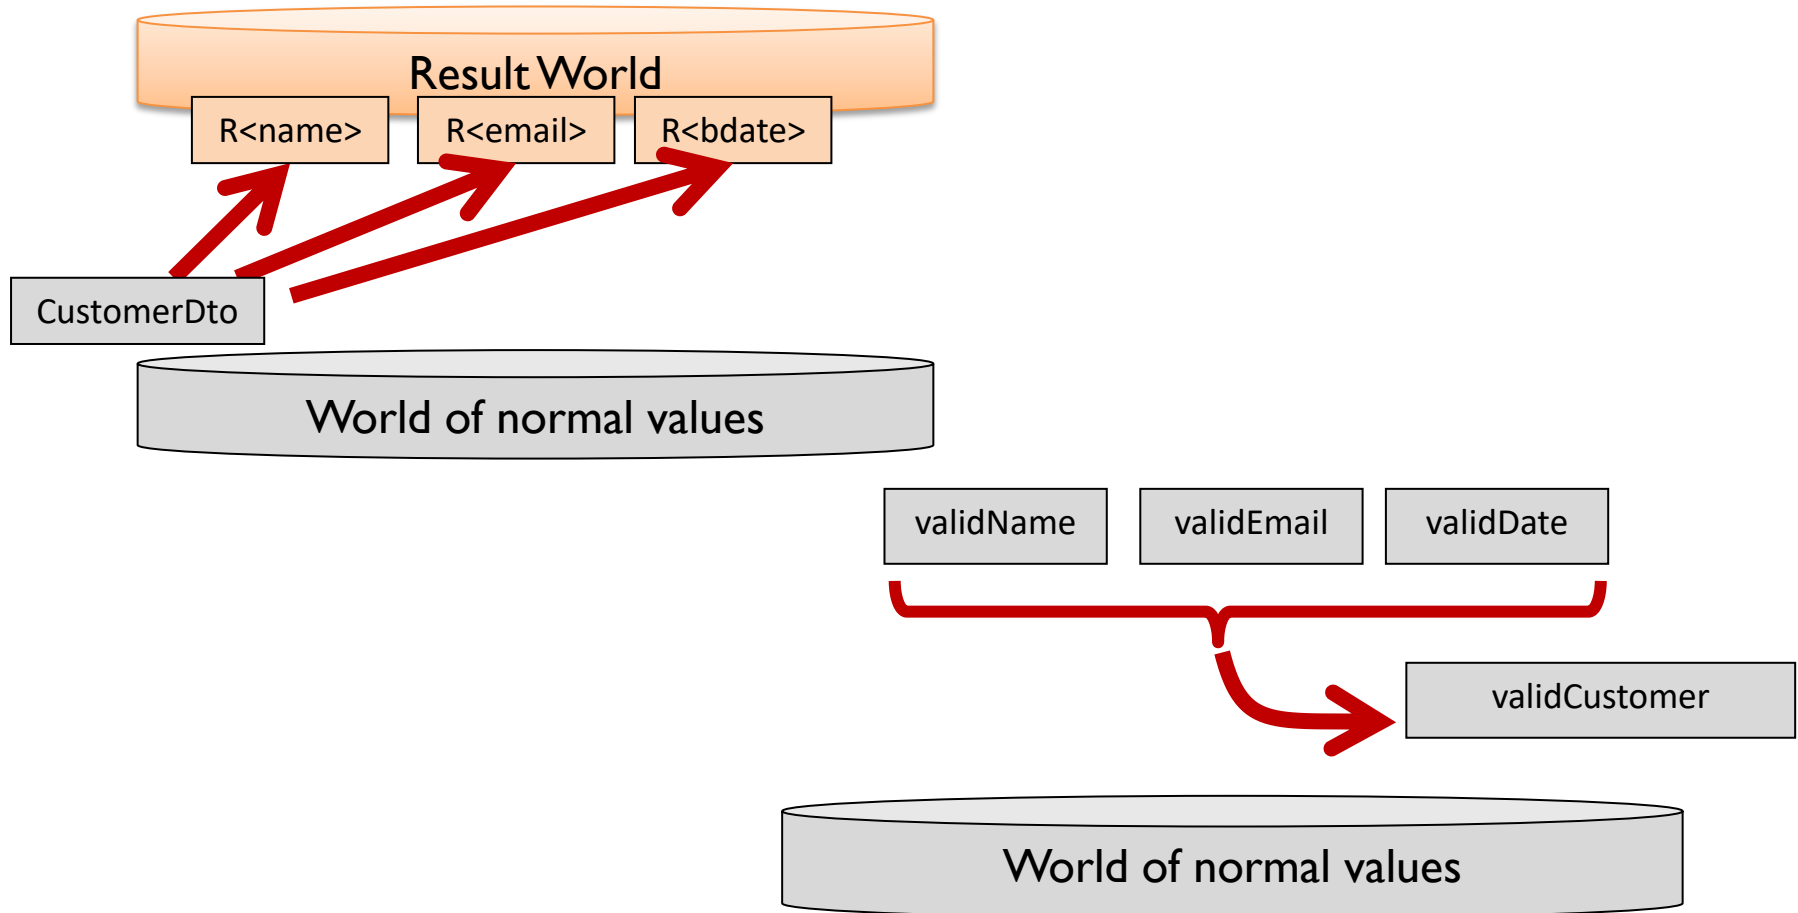 Result World
R<name>
R<email>
R<bdate>
CustomerDto
World of normal values
validName
validEmail
validDate
validCustomer
World of normal values